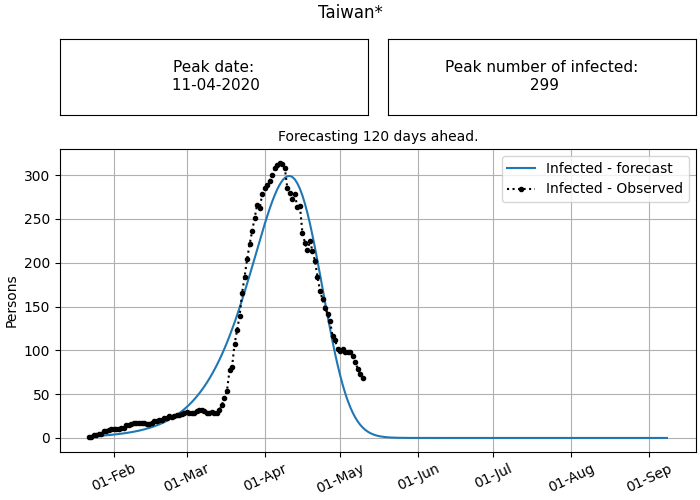 Taiwan*
Peak date:
11-04-2020
Peak number of infected:
299
Forecasting 120 days ahead.
Infected - forecast
Infected - Observed
Persons
300
250
200
150
100
50
0
01-Feb
01-Mar
01-Apr
01-May
01-Jun
01-Jul
01-Aug
01-Sep